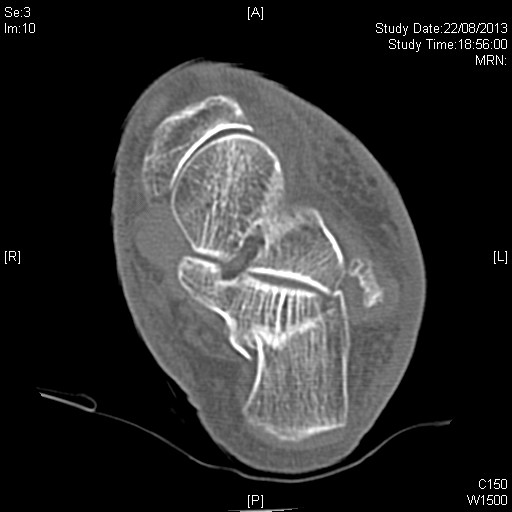 Se:3
Im:10
[A]
Study Date:22/08/2013
Study Time:18:56:00
MRN:
[R]
[L]
[P]
C150
W1500